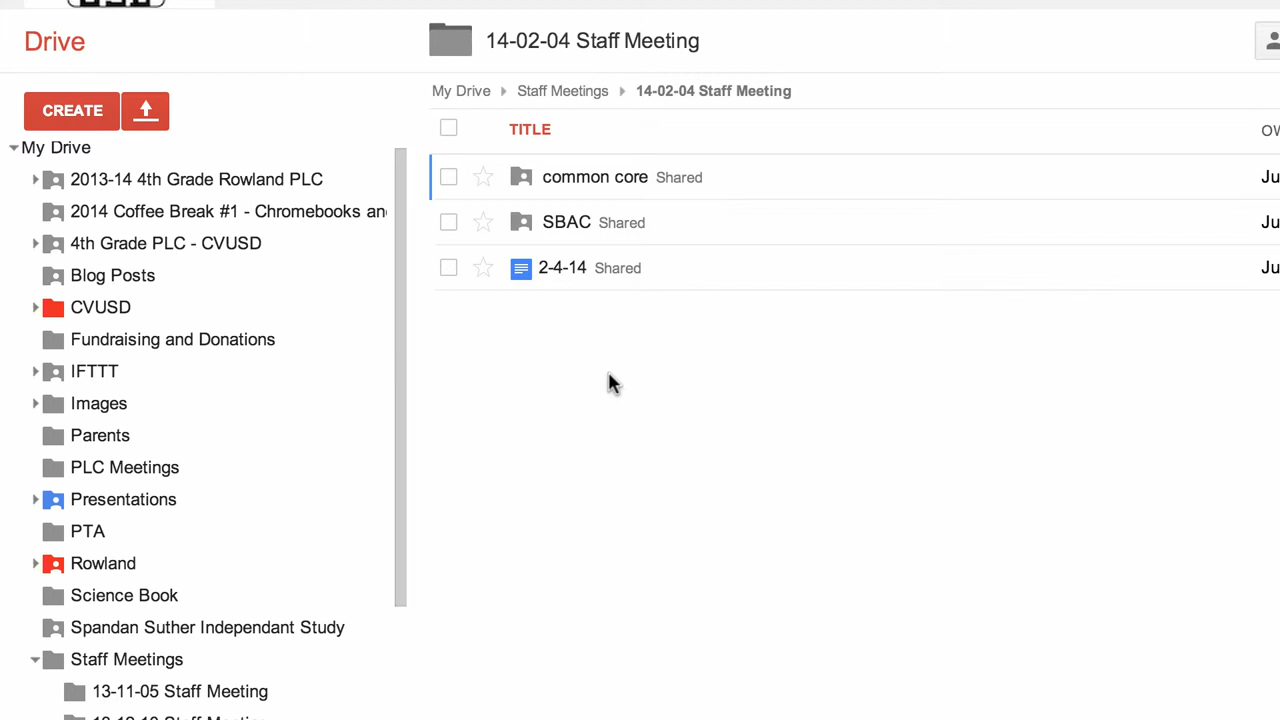 Drive
14-02-04 Staff Meeting
My Drive Staff Meetings 14-02-04 Staff Meeting
CREATE
TITLE
My Drive
common core Shared
SBAC Shared
2-4-14 Shared
2013-14 4th Grade Rowland PLC
2014 Coffee Break #1 - Chromebooks an
4th Grade PLC - CVUSD
Blog Posts
CVUSD
Fundraising and Donations
IFTTT
Images
Parents
PLC Meetings
Presentations
PTA
Rowland
Science Book
Spandan Suther Independant Study
Staff Meetings
13-11-05 Staff Meeting